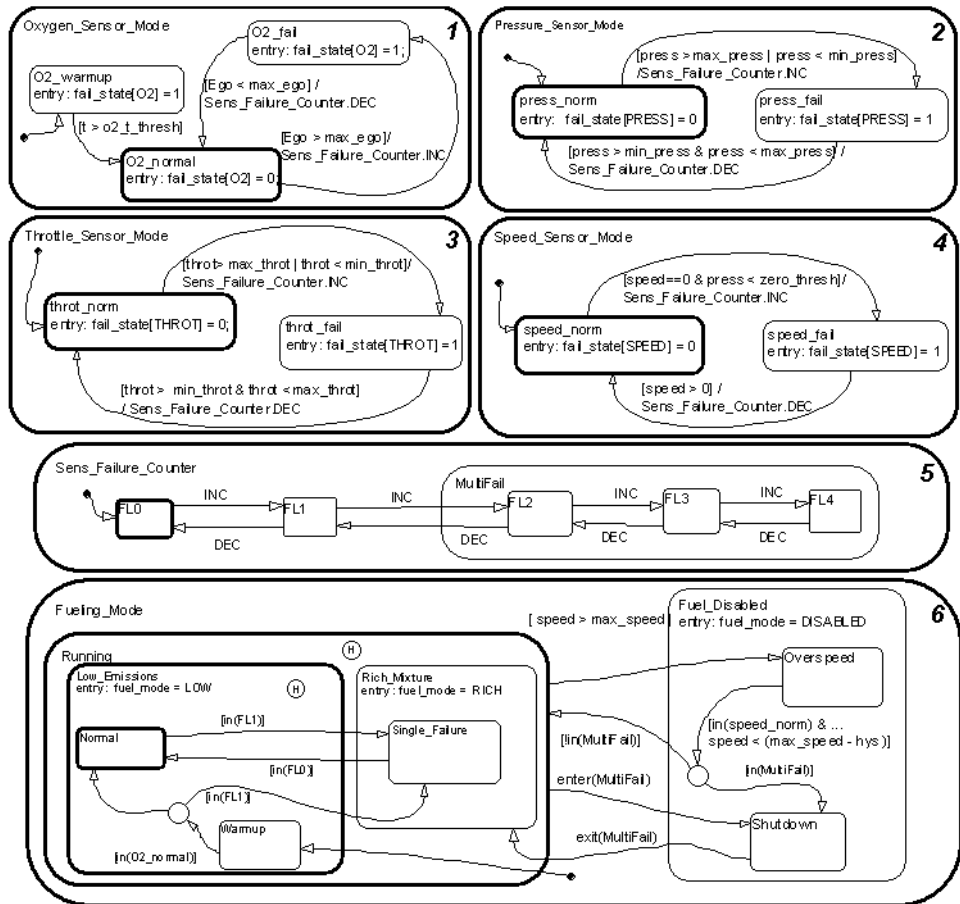 Oxygen_Sensor_Mode
1
O2_fail
entry: fail_state[O2] =1;
O2_warmup
entry: fail_state[O2] =1
[t > o2_t_thresh]
[Ego < max_ego] /
Sens_Failure_Counter.DEC
[Ego > max_ego]/
Sens_Failure_Counter.INC
O2_normal
entry: fail_state[O2] = 0;
Pressure_Sensor_Mode
2
[press > max_press | press < min_press]
/Sens_Failure_Counter.INC
press_norm
entry: fail_state[PRESS] = 0
press_fail
entry: fail_state[PRESS] = 1
[press > min_press & press < max_press] /
Sens_Failure_Counter.DEC
Throttle_Sensor_Mode
3
[throt> max_throt | throt < min_throt]/
Sens_Failure_Counter.INC
throt_norm
entry: fail_state[THROT] = 0;
throt_fail
entry: fail_state[THROT] =1
[throt> min_throt & throt <max_throt]
/ Sens_Failure_Counter.DEC
Speed_Sensor_Mode
4
[speed==0 & press < zero_thresh]/
Sens_Failure_Counter.INC
speed_norm
entry: fail_state[SPEED] = 0
speed_fail
entry: fail_state[SPEED] = 1
[speed > 0] /
Sens_Failure_Counter.DEC
Sens_Failure_Counter
5
MultiFail
FL0
INC
DEC
FL1
INC
DEC
FL2
INC
DEC
FL3
INC
DEC
FL4
Fueling_Mode
6
[ speed > max_speed ]
Fuel_Disabled
entry: fuel_mode = DISABLED
Running
H
Low_Emissions
entry: fuel_mode = LOW
H
Rich_Mixture
entry: fuel_mode = RICH
Overspeed
Normal
[in(FL1)]
Single_Failure
[in(FL0)]
[in(speed_norm) & ...
speed < (max_speed - hys)]
[!in(MultiFail)]
[in(MultiFail)]
enter(MultiFail)
[in(FL1)]
Warmup
[in(O2_normal)]
exit(MultiFail)
Shutdown